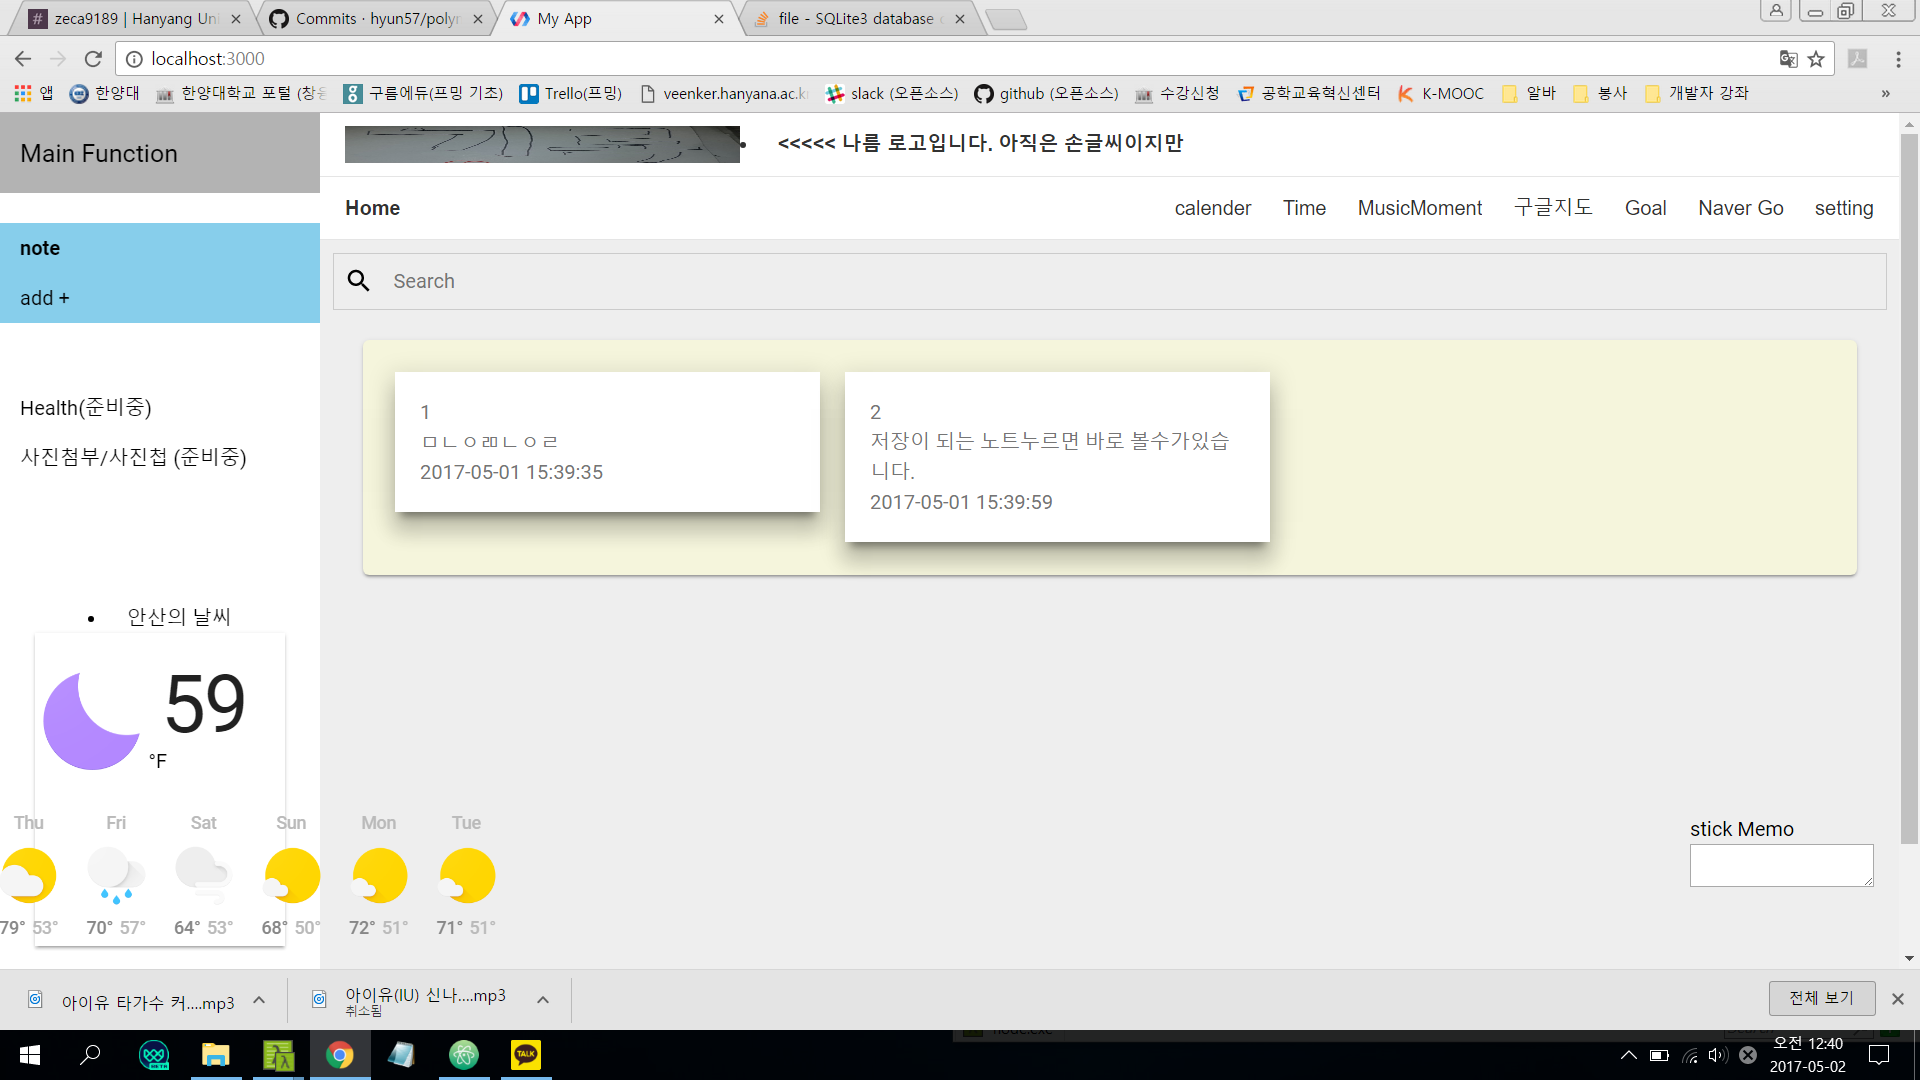 zeca9189 | Hanyang Uni
Commits · hyun57/polym
My App
file - SQLite3 database
localhost:3000
앱
한양대
한양대학교 포털 (창
구름에듀(프밍 기초)
Trello(프밍)
veenker.hanyang.ac.k
slack (오픈소스)
github (오픈소스)
수강신청
공학교육혁신센터
K-MOOC
알바
봉사
개발자 강좌
»
Main Function
<<<<< 나름 로고입니다. 아직은 손글씨이지만
Home
calender
Time
MusicMoment
구글지도
Goal
Naver Go
setting
note
add +
Search
1
ㅁㄴㅇㄻㄴㅇㄹ
2017-05-01 15:39:35
2
저장이 되는 노트누르면 바로 볼수가있습
니다.
2017-05-01 15:39:59
Health(준비중)
사진첨부/사진첩 (준비중)
안산의 날씨
59
°F
Thu Fri Sat Sun Mon Tue
79° 53° 70° 57° 64° 53° 68° 50° 72° 51° 71° 51°
stick Memo
아이유 타가수 커....mp3
아이유(IU) 신나....mp3
취소됨
전체 보기
BETA
TALK
오전 12:40
2017-05-02